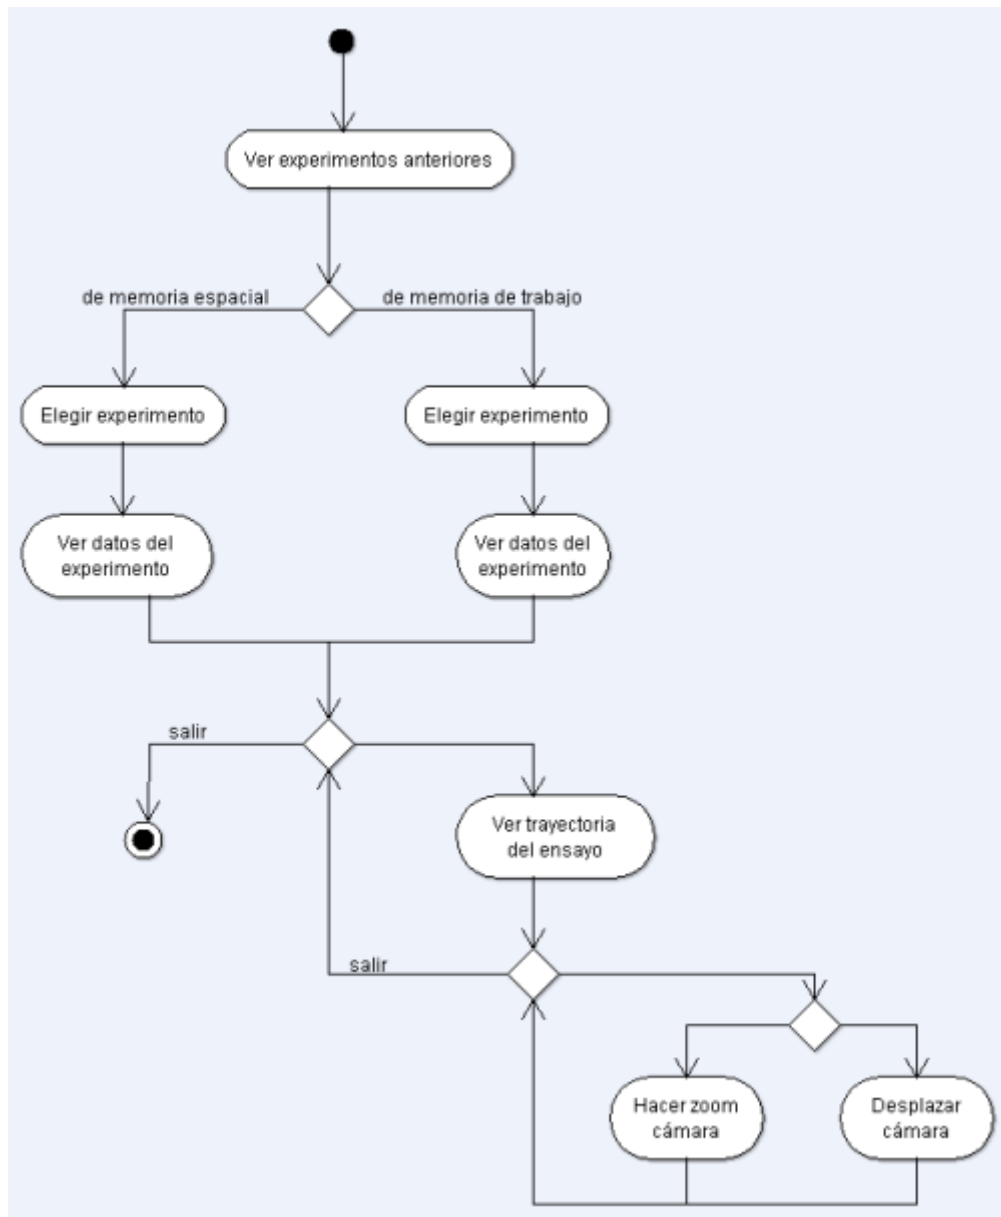 Ver experimentos anteriores
de memoria espacial
de memoria de trabajo
Elegir experimento
Elegir experimento
Ver datos del
experimento
Ver datos del
experimento
salir
Ver trayectoria
del ensayo
salir
Hacer zoom
cámara
Desplazar
cámara